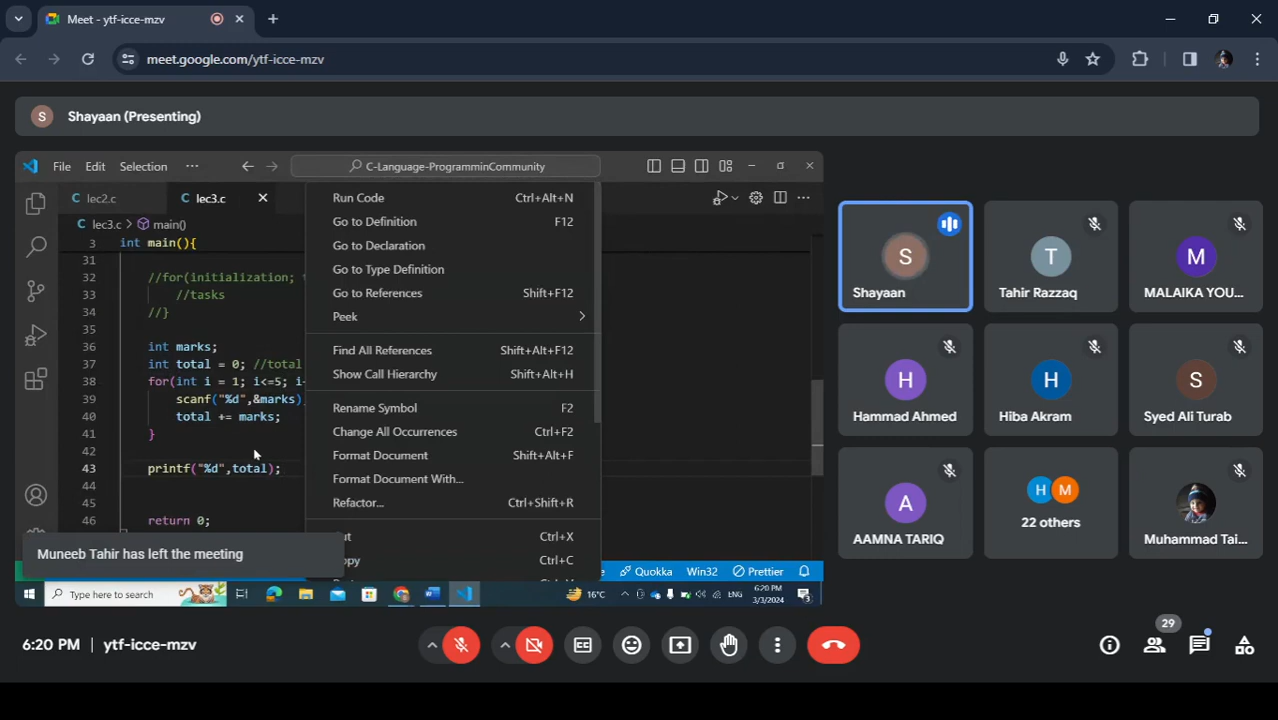 Meet - ytf-icce-mzv
meet.google.com/ytf-icce-mzv
S Shayaan (Presenting)
File Edit Selection ··· C-Language-ProgramminCommunity
C lec2.c C lec3.c
C lec3.c > main()
3 int main(){
31
32 //for(initialization;
33 //tasks
34 //}
35
36 int marks;
37 int total = 0; //total
38 for(int i = 1; i<=5; i
39 scanf("%d",&marks)
40 total += marks;
41 }
42
43 printf("%d",total);
44
45
46 return 0;
Run Code Ctrl+Alt+N
Go to Definition F12
Go to Declaration
Go to Type Definition
Go to References Shift+F12
Peek
Find All References Shift+Alt+F12
Show Call Hierarchy Shift+Alt+H
Rename Symbol F2
Change All Occurrences Ctrl+F2
Format Document Shift+Alt+F
Format Document With...
Refactor... Ctrl+Shift+R
Ctrl+X
Ctrl+C
Muneeb Tahir has left the meeting
Quokka Win32 Prettier
Type here to search
16°C ENG 6:20 PM
3/3/2024
S
Shayaan
T
Tahir Razzaq
M
MALAIKA YOU...
H
Hammad Ahmed
H
Hiba Akram
S
Syed Ali Turab
A
AAMNA TARIQ
H M
22 others
Muhammad Tai...
6:20 PM ytf-icce-mzv
29